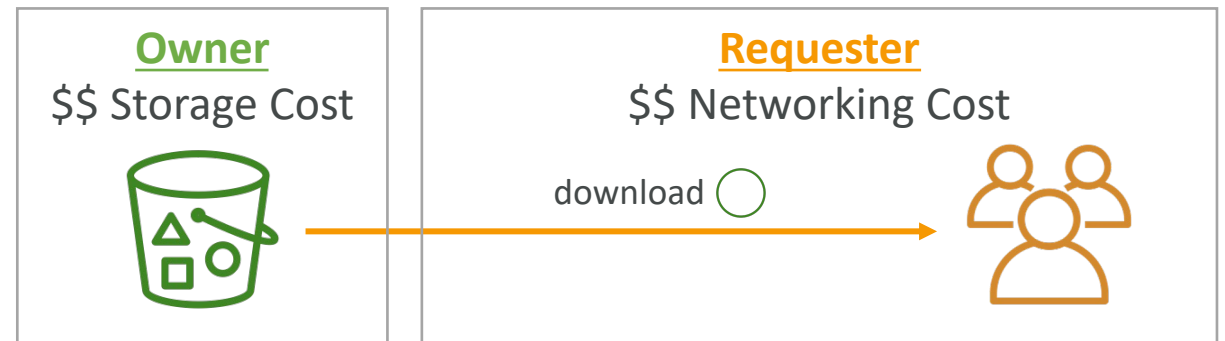 Owner
$$ Storage Cost
Requester
$$ Networking Cost
download